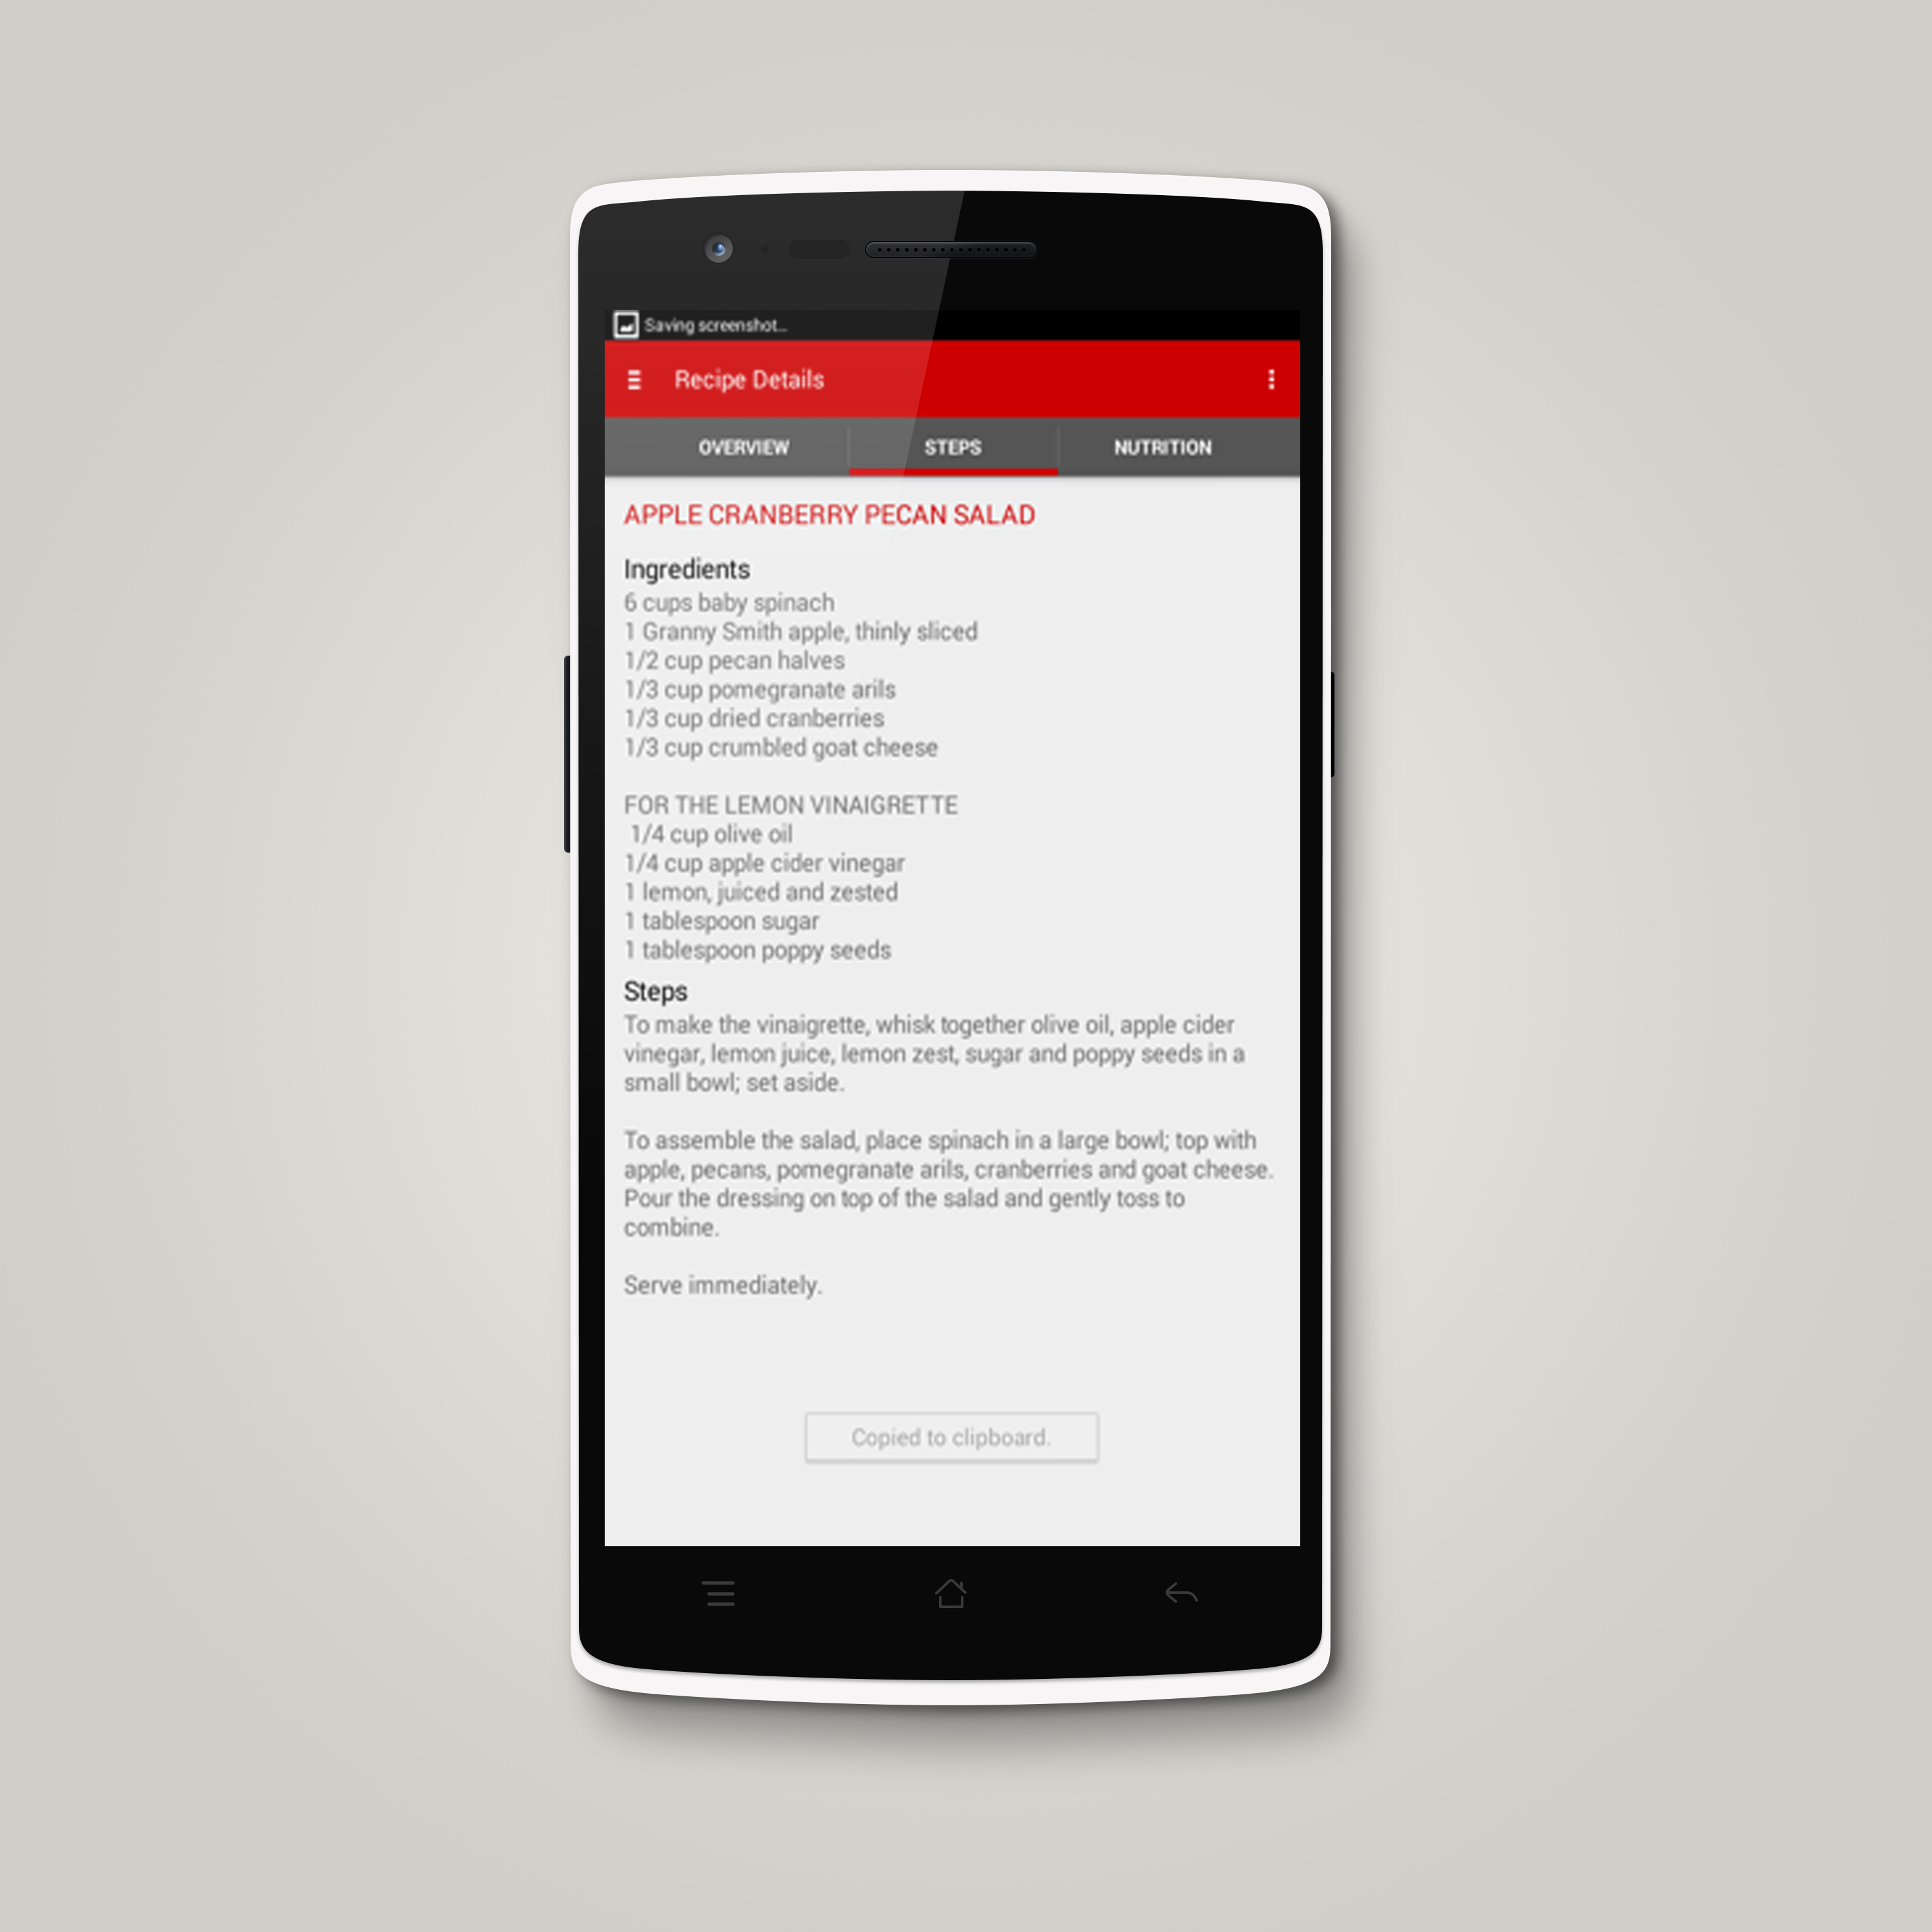 Saving screenshot...
Recipe Details
OVERVIEW
STEPS
NUTRITION
APPLE CRANBERRY PECAN SALAD
Ingredients
6 cups baby spinach
1 Granny Smith apple, thinly sliced
1/2 cup pecan halves
1/3 cup pomegranate arils
1/3 cup dried cranberries
1/3 cup crumbled goat cheese
FOR THE LEMON VINAIGRETTE
1/4 cup olive oil
1/4 cup apple cider vinegar
1 lemon, juiced and zested
1 tablespoon sugar
1 tablespoon poppy seeds
Steps
To make the vinaigrette, whisk together olive oil, apple cider
vinegar, lemon juice, lemon zest, sugar and poppy seeds in a
small bowl; set aside.
To assemble the salad, place spinach in a large bowl; top with
apple, pecans, pomegranate arils, cranberries and goat cheese.
Pour the dressing on top of the salad and gently toss to
combine.
Serve immediately.
Copied to clipboard.